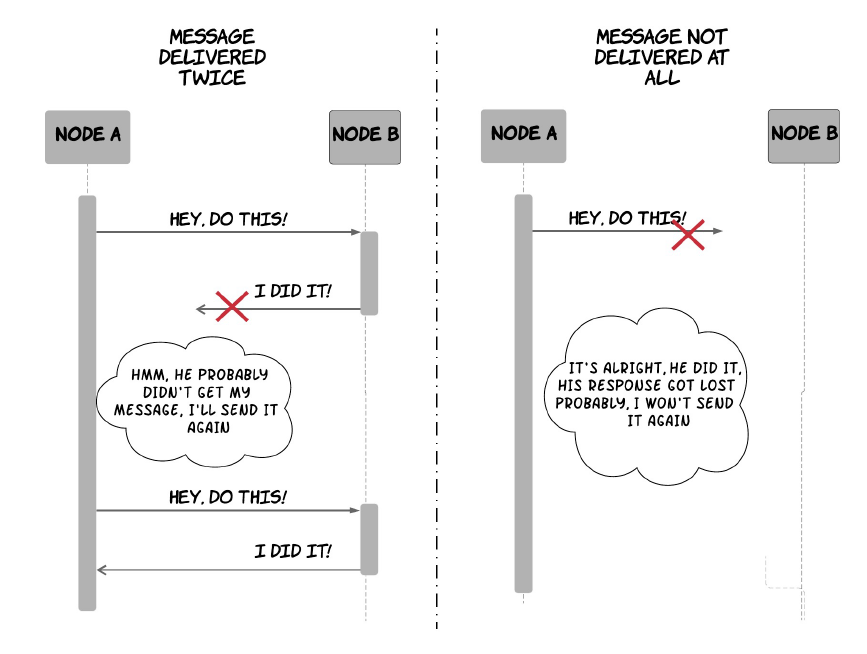 MESSAGE
DELIVERED
TWICE
NODE A
NODE B
HEY, DO THIS!
I DID IT!
HMM, HE PROBABLY
DIDN'T GET MY
MESSAGE, I'LL SEND IT
AGAIN
HEY, DO THIS!
I DID IT!
MESSAGE NOT
DELIVERED AT
ALL
NODE A
NODE B
HEY, DO THIS!
IT'S ALRIGHT, HE DID IT,
HIS RESPONSE GOT LOST
PROBABLY, I WON'T SEND
IT AGAIN